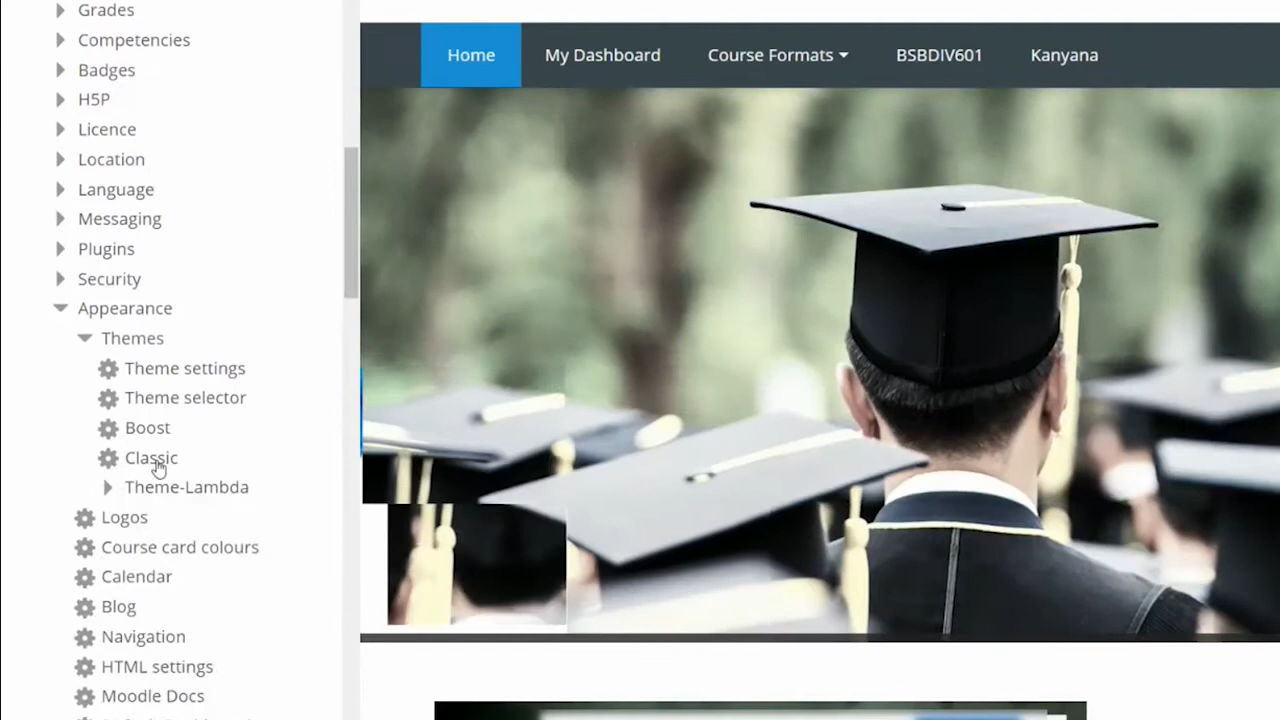 Grades
Competencies
Badges
H5P
Licence
Location
Language
Messaging
Plugins
Security
Appearance
Themes
Theme settings
Theme selector
Boost
Classic
Theme-Lambda
Logos
Course card colours
Calendar
Blog
Navigation
HTML settings
Moodle Docs
Home My Dashboard Course Formats BSBDIV601 Kanyana